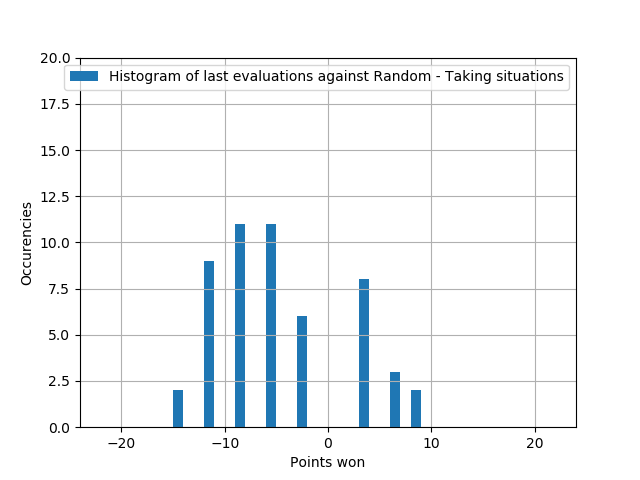 Histogram of last evaluations against Random - Taking situations
20.0
17.5
15.0
12.5
10.0
7.5
5.0
2.5
0.0
Occurencies
−20 −10 0 10 20
Points won